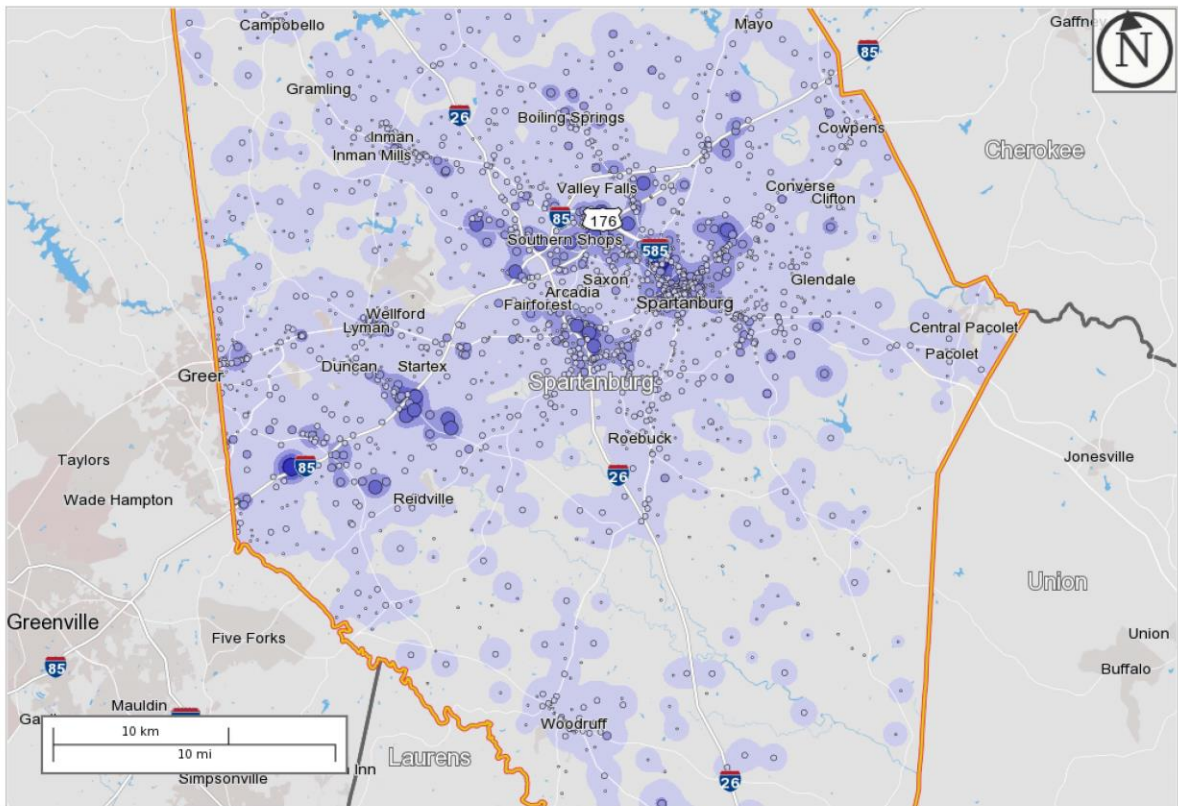 Campobello
Mayo
Gaffney
N
85
Gramling
26
Boiling Springs
Inman
Cowpens
Inman Mills
Cherokee
Valley Falls
Converse
Clifton
85
176
Southern Shops
585
Saxon
Glendale
Arcadia
Fairforest
Spartanburg
Wellford
Lyman
Central Pacolet
Pacolet
Duncan
Startex
Greer
Spartanburg
Roebuck
Taylors
85
26
Jonesville
Wade Hampton
Reidville
Union
Greenville
Five Forks
Union
85
Buffalo
Mauldin
Woodruff
10 km
10 mi
Laurens
Inn
26
Simpsonville